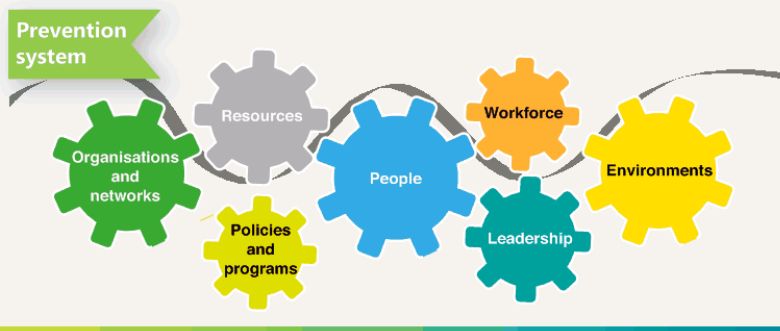 Prevention
system
Organisations
and
networks
Resources
Policies
and
programs
People
Workforce
Leadership
Environments